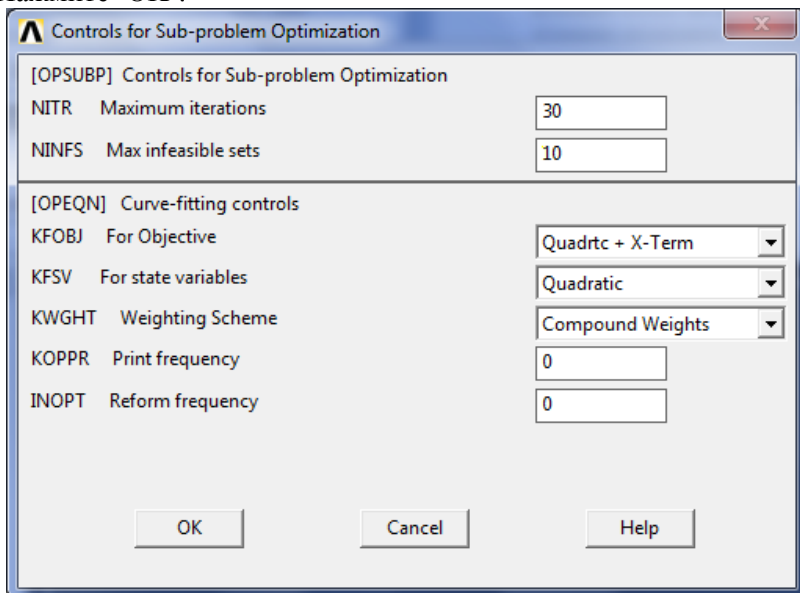 Controls for Sub-problem Optimization
[OPSUBP] Controls for Sub-problem Optimization
NITR Maximum iterations 30
NINFS Max infeasible sets 10
[OPEQN] Curve-fitting controls
KFOBJ For Objective Quadrtc + X-Term
KFSV For state variables Quadratic
KWGHT Weighting Scheme Compound Weights
KOPPR Print frequency 0
INOPT Reform frequency 0
OK Cancel Help